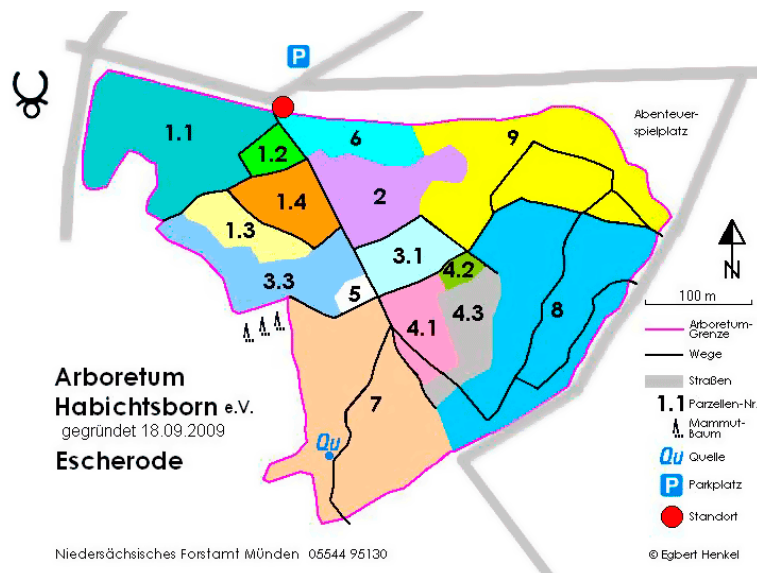 P
Abenteuer-
spielplatz
1.1
1.2
6
9
1.4
2
1.3
3.1
4.2
3.3
5
4.1
4.3
8
7
Qu
N
100 m
Arboretum-
Grenze
Wege
Straßen
1.1 Parzellen-Nr.
Mammut-
Baum
Qu Quelle
P Parkplatz
Standort
Arboretum
Habichtsborn e.V.
gegründet 18.09.2009
Escherode
Niedersächsisches Forstamt Münden 05544 95130
© Egbert Henkel